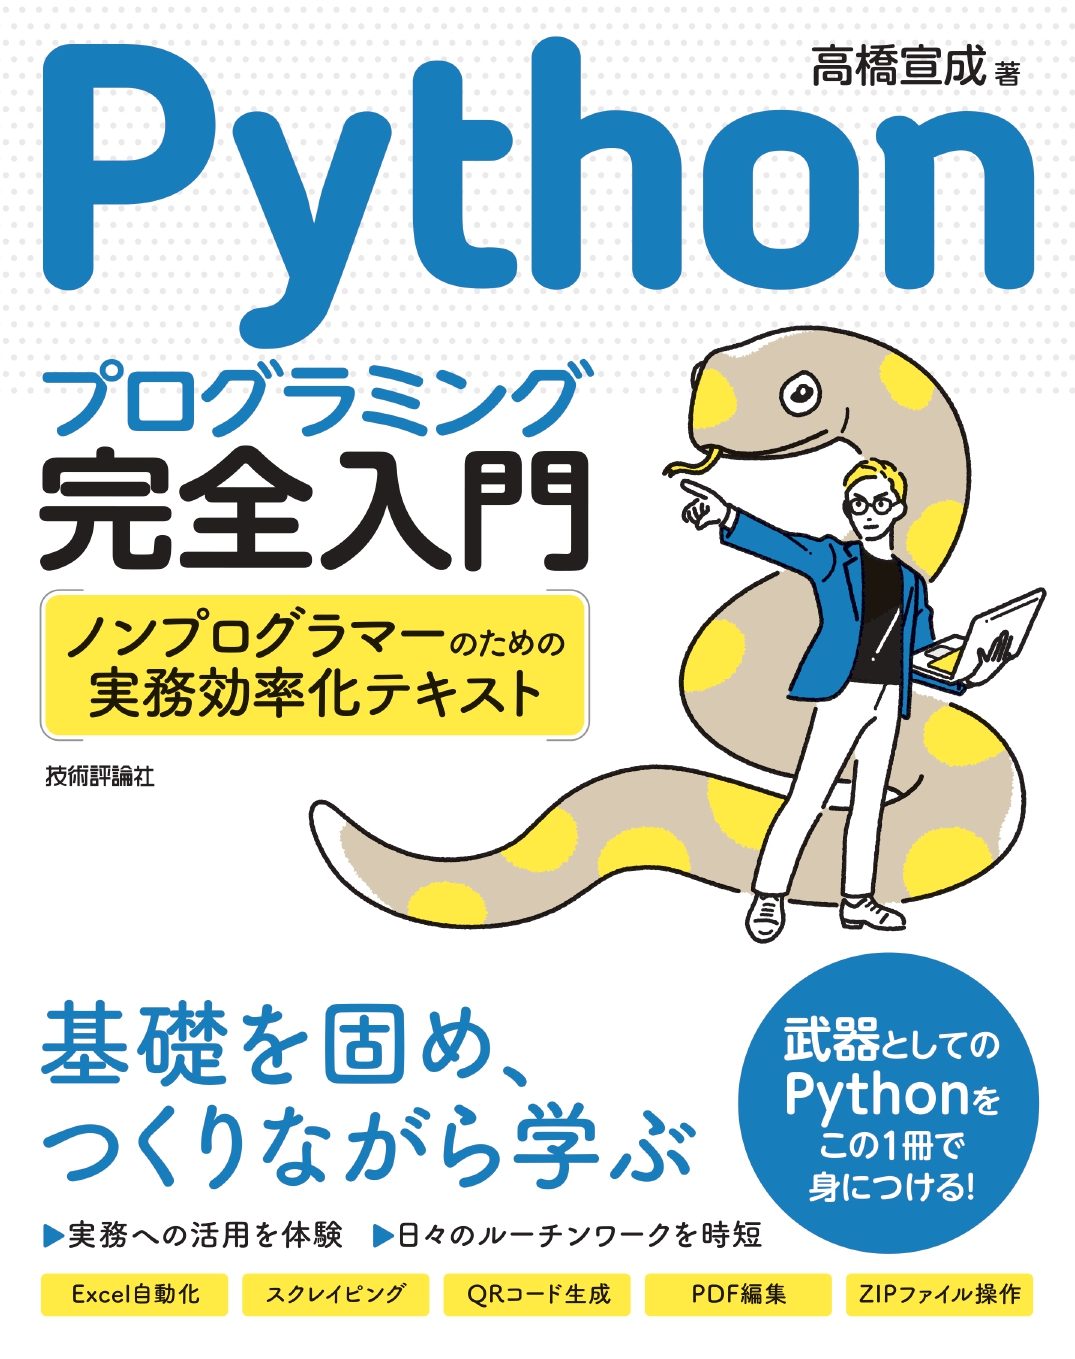 高橋宣成 著
Python
プログラミング
完全入門
ノンプログラマーのための
実務効率化テキスト
技術評論社
基礎を固め、
つくりながら学ぶ
武器としての
Pythonを
この1冊で
身につける!
▶実務への活用を体験 ▶日々のルーチンワークを時短
Excel自動化 スクレイピング QRコード生成 PDF編集 ZIPファイル操作